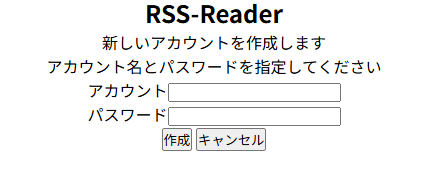 RSS-Reader
新しいアカウントを作成します
アカウント名とパスワードを指定してください
アカウント
パスワード
作成 キャンセル